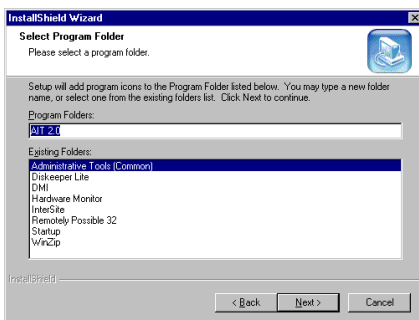 InstallShield Wizard
Select Program Folder
Please select a program folder.
Setup will add program icons to the Program Folder listed below. You may type a new folder
name, or select one from the existing folders list. Click Next to continue.
Program Folders:
AIT 2.0
Existing Folders:
Administrative Tools (Common)
Diskeeper Lite
DMI
Hardware Monitor
InterSite
Remotely Possible 32
Startup
WinZip
InstallShield
< Back
Next >
Cancel